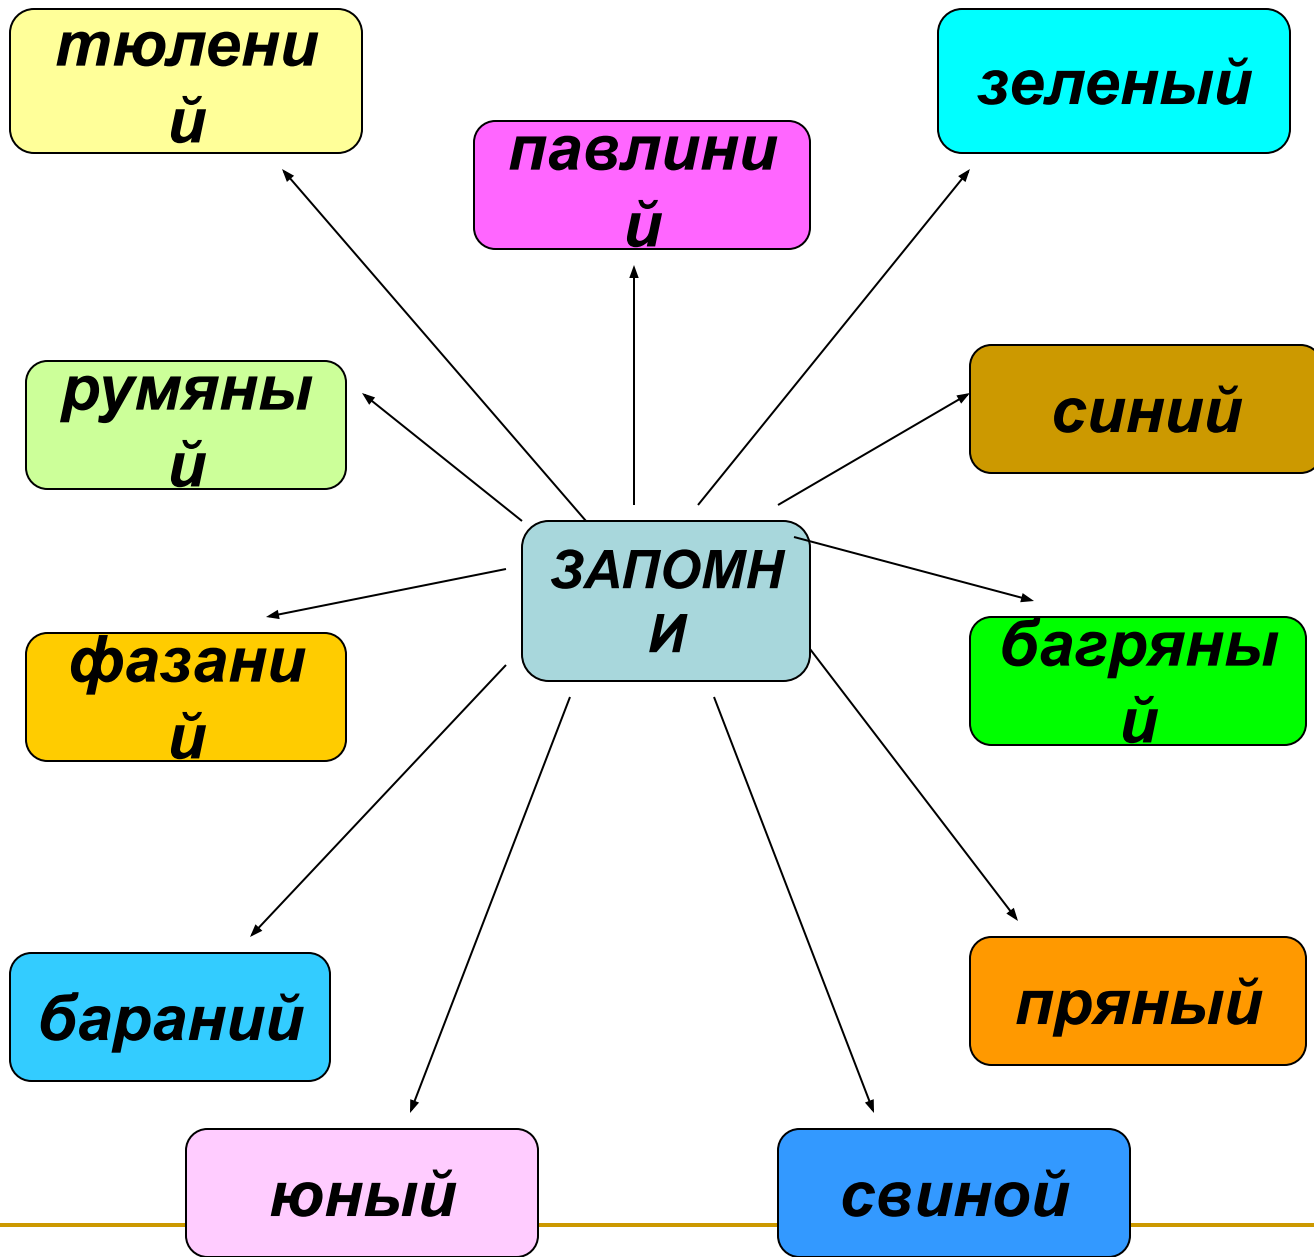 тюлени
й
зеленый
павлини
й
румяны
й
синий
ЗАПОМН
И
фазани
й
багряны
й
бараний
пряный
юный
свиной